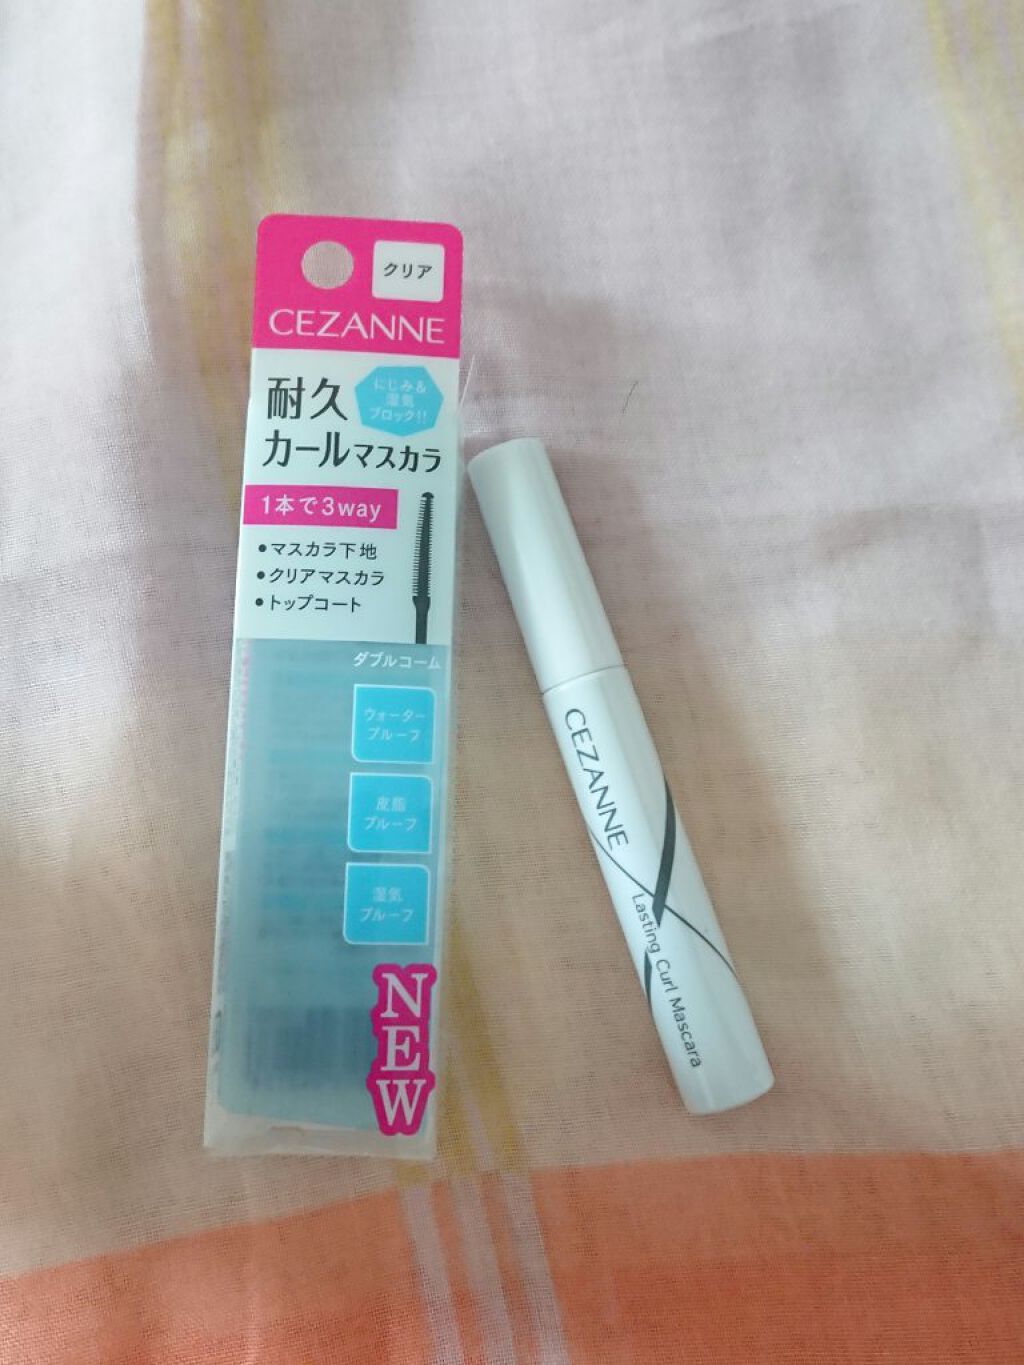 クリア
CEZANNE
耐久
カールマスカラ
にじみ&
湿気
ブロック!!
1本で3way
•マスカラ下地
•クリアマスカラ
•トップコート
ダブルコーム
ウォーター
プルーフ
皮脂
プルーフ
湿気
プルーフ
NEW
CEZANNE
Lasting Curl Mascara